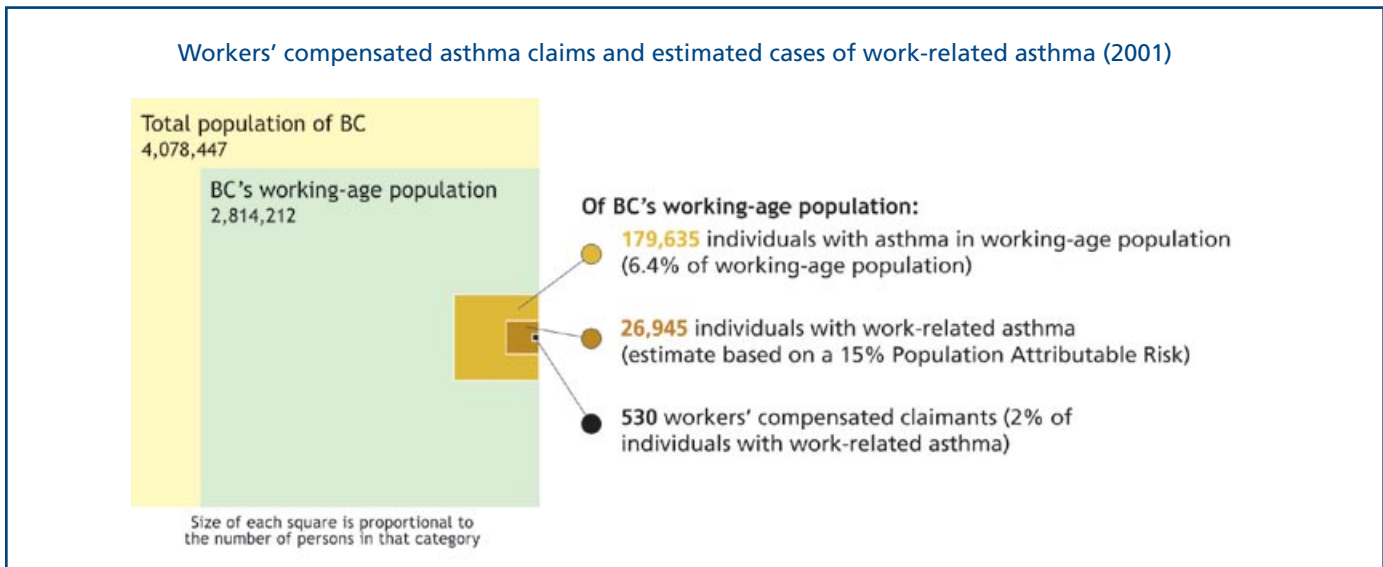 Workers’ compensated asthma claims and estimated cases of work-related asthma (2001)
Total population of BC
4,078,447
BC’s working-age population
2,814,212
Of BC’s working-age population:
179,635 individuals with asthma in working-age population
(6.4% of working-age population)
26,945 individuals with work-related asthma
(estimate based on a 15% Population Attributable Risk)
530 workers’ compensated claimants (2% of
individuals with work-related asthma)
Size of each square is proportional to
the number of persons in that category